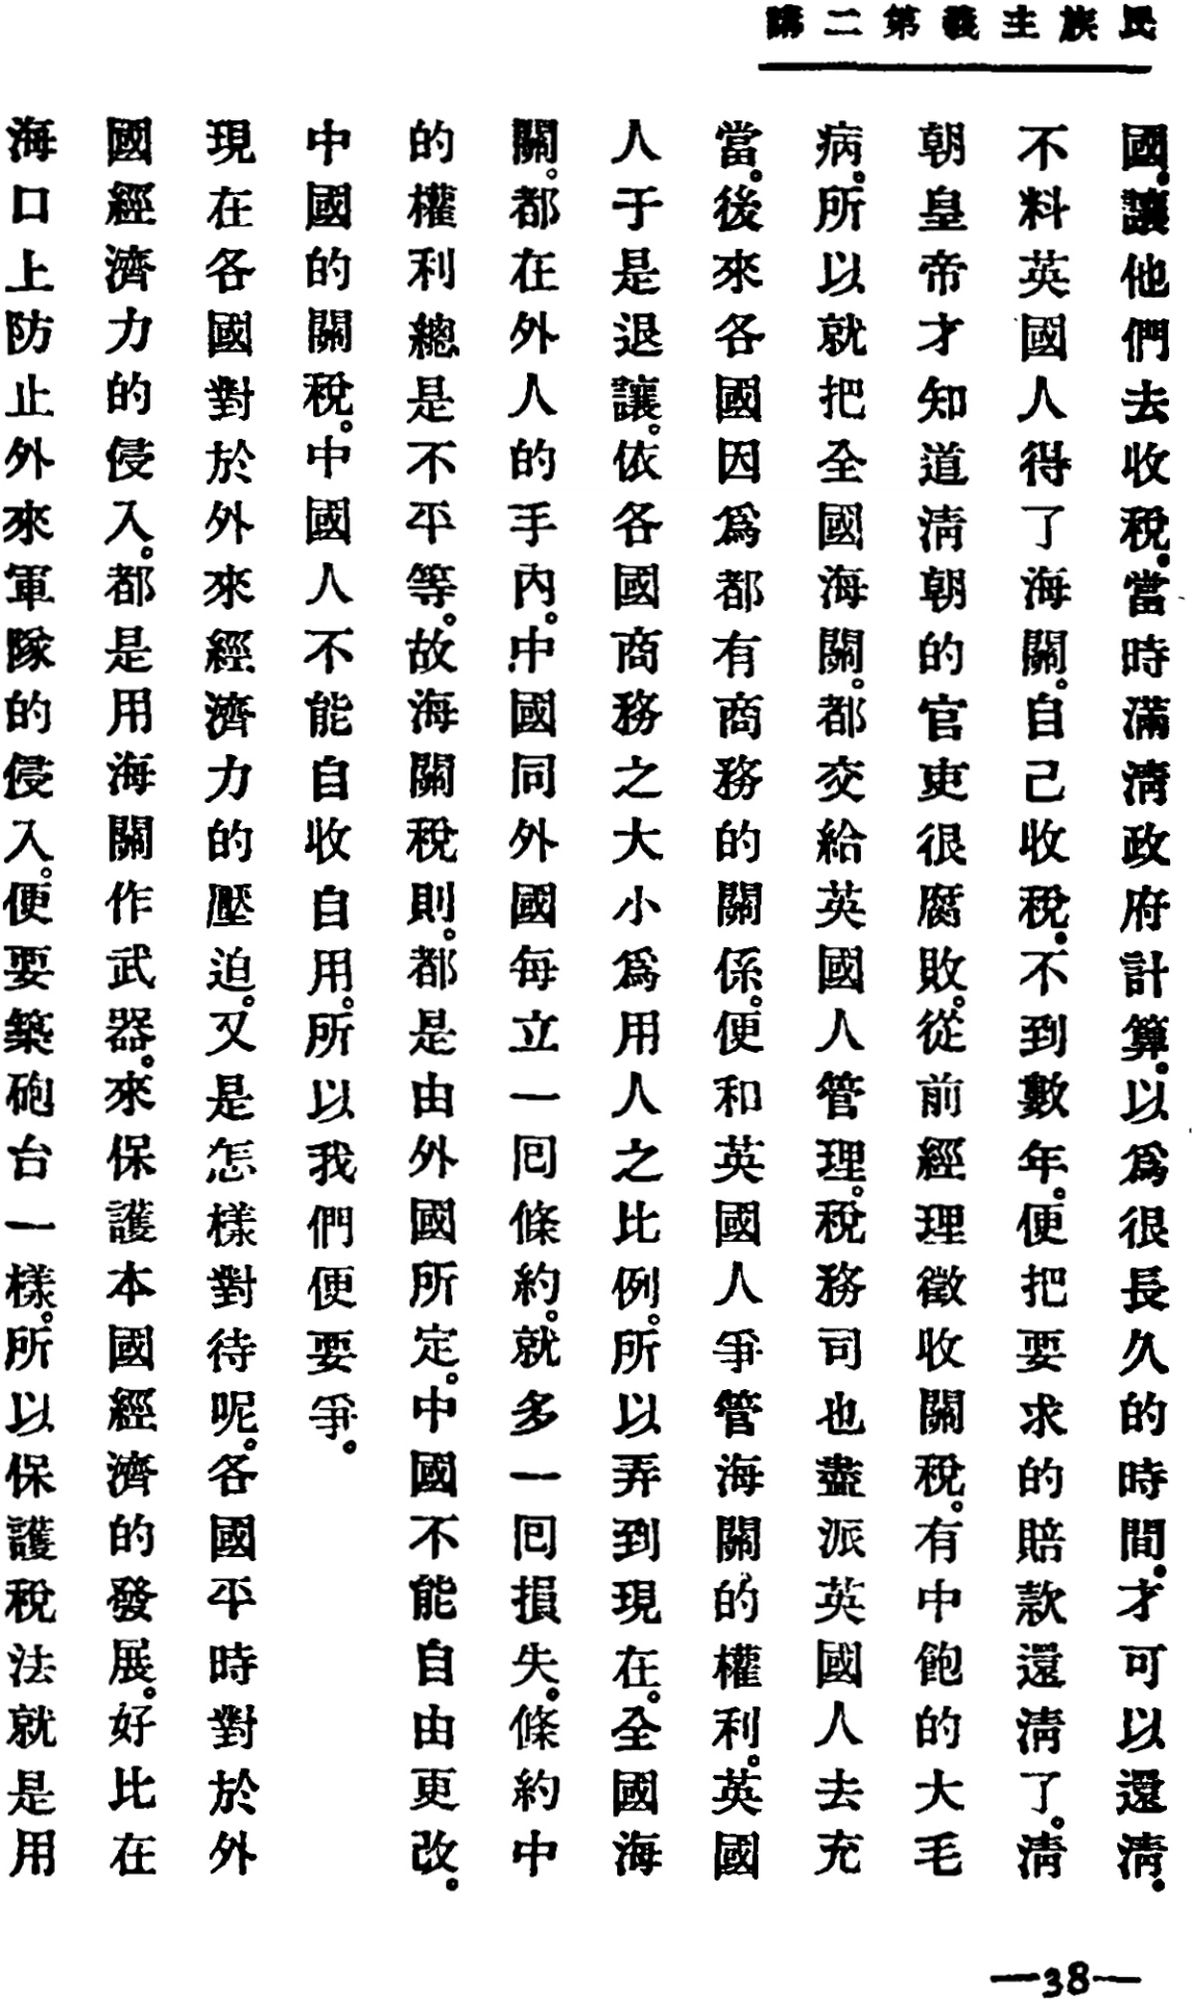 民族主義第二講
國。讓他們去收稅。當時滿淸政府計算。以爲很長久的時間。才可以還淸。
不料英國人得了海關。自己收稅。不到數年。便把要求的賠款還淸了。淸
朝皇帝才知道淸朝的官吏很腐敗。從前經理徵收關稅。有中飽的大毛
病。所以就把全國海關。都交給英國人管理。稅務司也盡派英國人去充
當。後來各國因爲都有商務的關係。便和英國人爭管海關的權利。英國
人于是退讓。依各國商務之大小爲用人之比例。所以弄到現在。全國海
關。都在外人的手內。中國同外國每立一囘條約。就多一囘損失。條約中
的權利總是不平等。故海關稅則。都是由外國所定。中國不能自由更改。
中國的關稅。中國人不能自收自用。所以我們便要爭。
現在各國對於外來經濟力的壓迫。又是怎樣對待呢。各國平時對於外
國經濟力的侵入。都是用海關作武器。來保護本國經濟的發展。好比在
海口上防止外來軍隊的侵入。便要築砲台一樣。所以保護稅法就是用
—38—